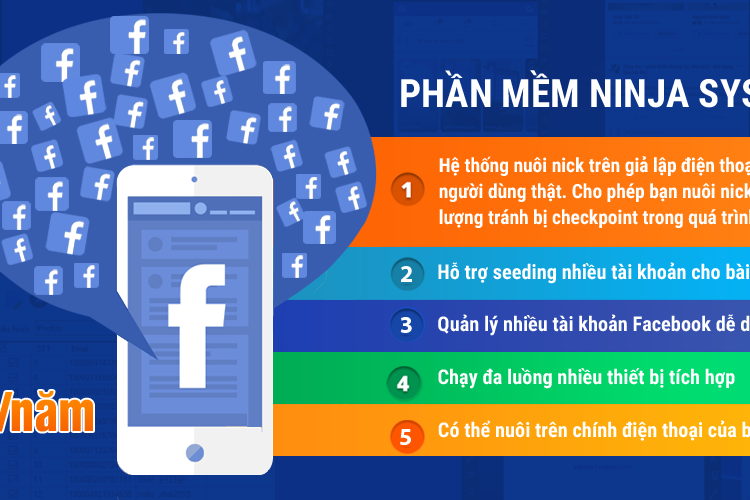 PHẦN MỀM NINJA SYS
1
Hệ thống nuôi nick trên giả lập điện thoạ
người dùng thật. Cho phép bạn nuôi nick
lượng tránh bị checkpoint trong quá trình
2
Hỗ trợ seeding nhiều tài khoản cho bài
3
Quản lý nhiều tài khoản Facebook dễ d
4
Chạy đa luồng nhiều thiết bị tích hợp
5
Có thể nuôi trên chính điện thoại của b
/năm